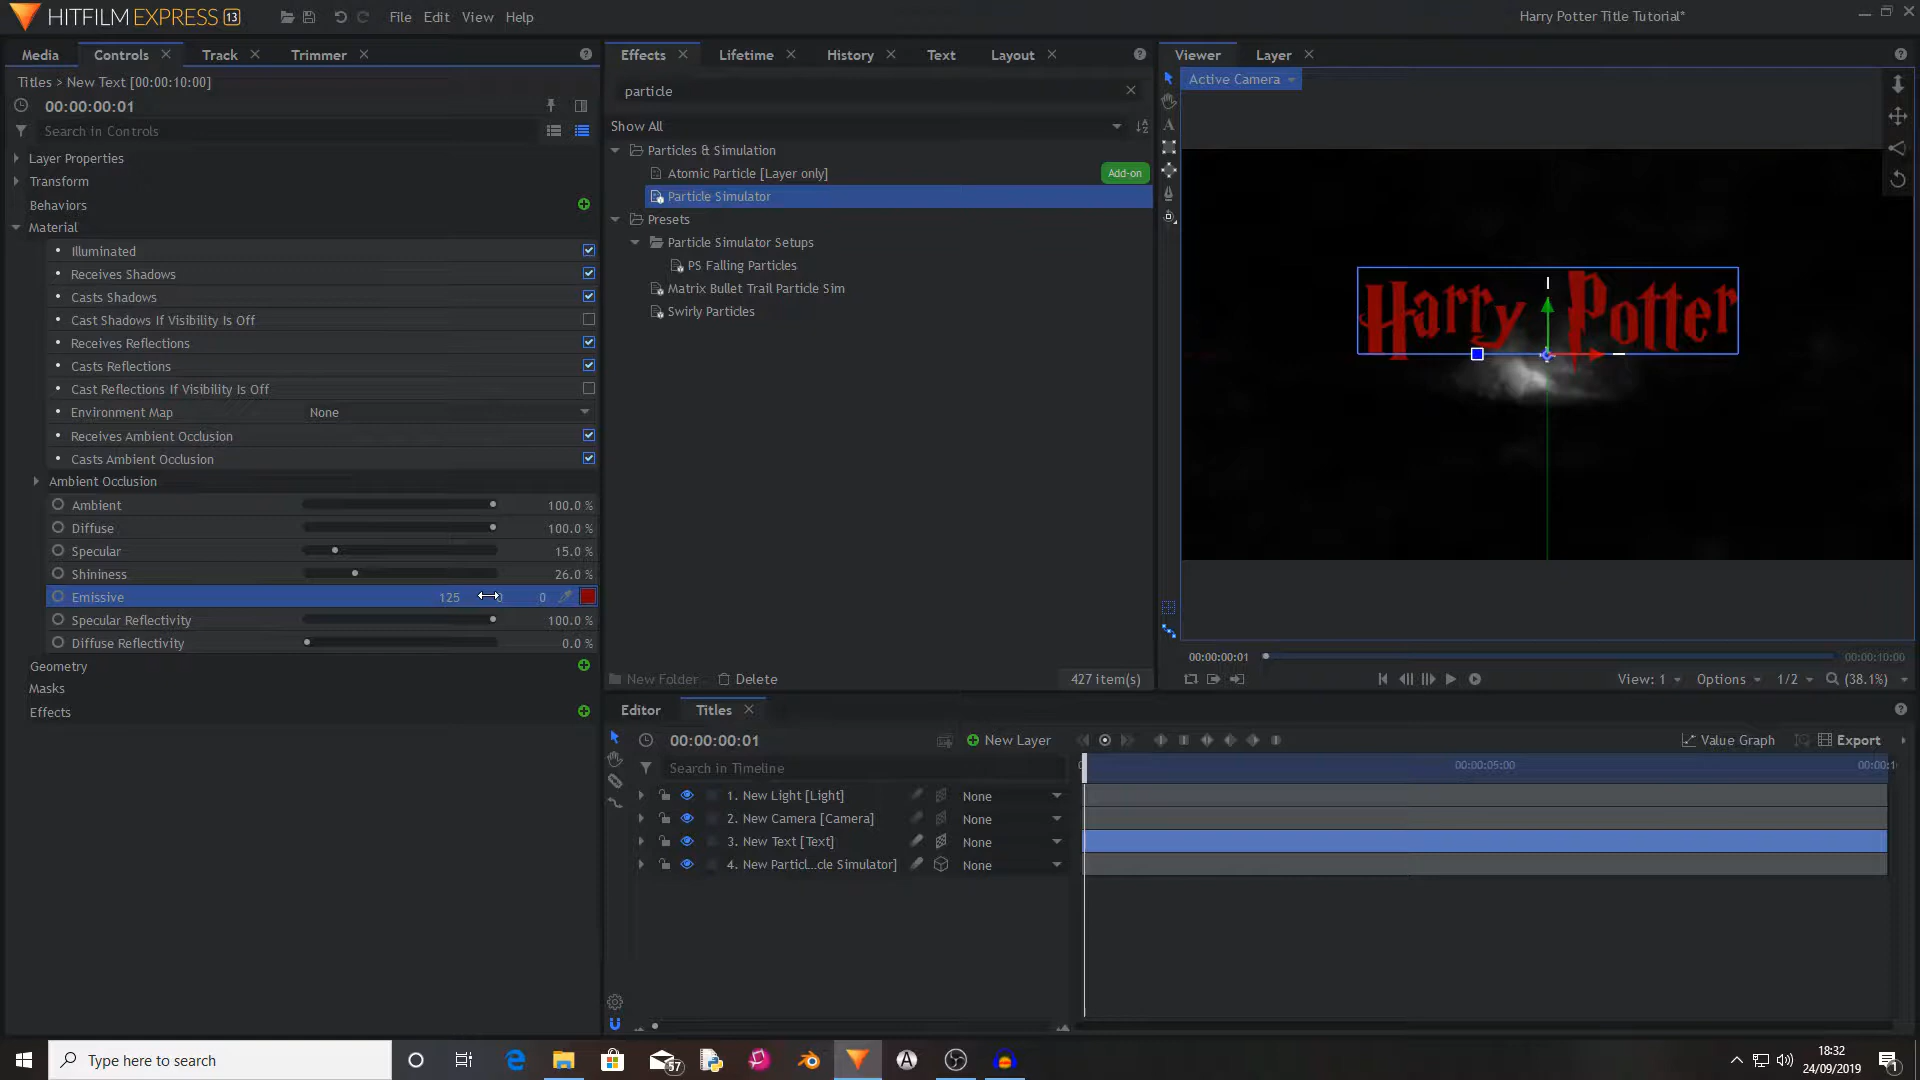 HITFILM EXPRESS 13
File Edit View Help
Harry Potter Title Tutorial*
Media Controls Track Trimmer
Titles > New Text [00:00:10:00]
00:00:00:01
Search in Controls
Layer Properties
Transform
Behaviors
Material
Illuminated
Receives Shadows
Casts Shadows
Cast Shadows If Visibility Is Off
Receives Reflections
Casts Reflections
Cast Reflections If Visibility Is Off
Environment Map None
Receives Ambient Occlusion
Casts Ambient Occlusion
Ambient Occlusion
Ambient 100.0 %
Diffuse 100.0 %
Specular 15.0 %
Shininess 26.0 %
Emissive 125 0 0
Specular Reflectivity 100.0 %
Diffuse Reflectivity 0.0 %
Geometry
Masks
Effects
Effects Lifetime History Text Layout
particle
Show All
Particles & Simulation
Atomic Particle [Layer only] Add-on
Particle Simulator
Presets
Particle Simulator Setups
PS Falling Particles
Matrix Bullet Trail Particle Sim
Swirly Particles
New Folder Delete 427 item(s)
Viewer Layer
Active Camera
Harry Potter
00:00:00:01 00:00:10:00
View: 1 Options 1/2 (38.1%)
Editor Titles
00:00:00:01 New Layer Value Graph Export
Search in Timeline 00:00:05:00 00:00:1
1. New Light [Light] None
2. New Camera [Camera] None
3. New Text [Text] None
4. New Particl...cle Simulator] None
Type here to search
57
18:32
24/09/2019
1